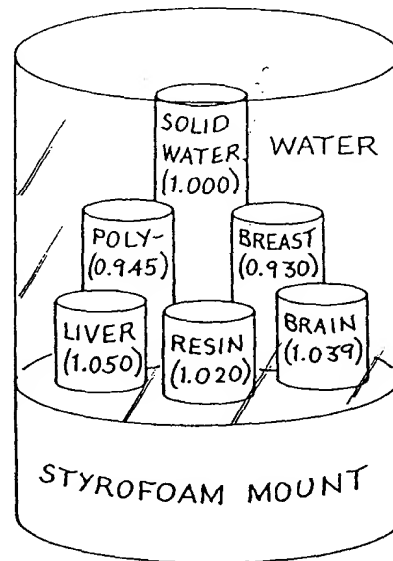 SOLID
WATER
(1.000)
WATER
POLY-
(0.945)
BREAST
(0.930)
LIVER
(1.050)
RESIN
(1.020)
BRAIN
(1.039)
STYROFOAM MOUNT